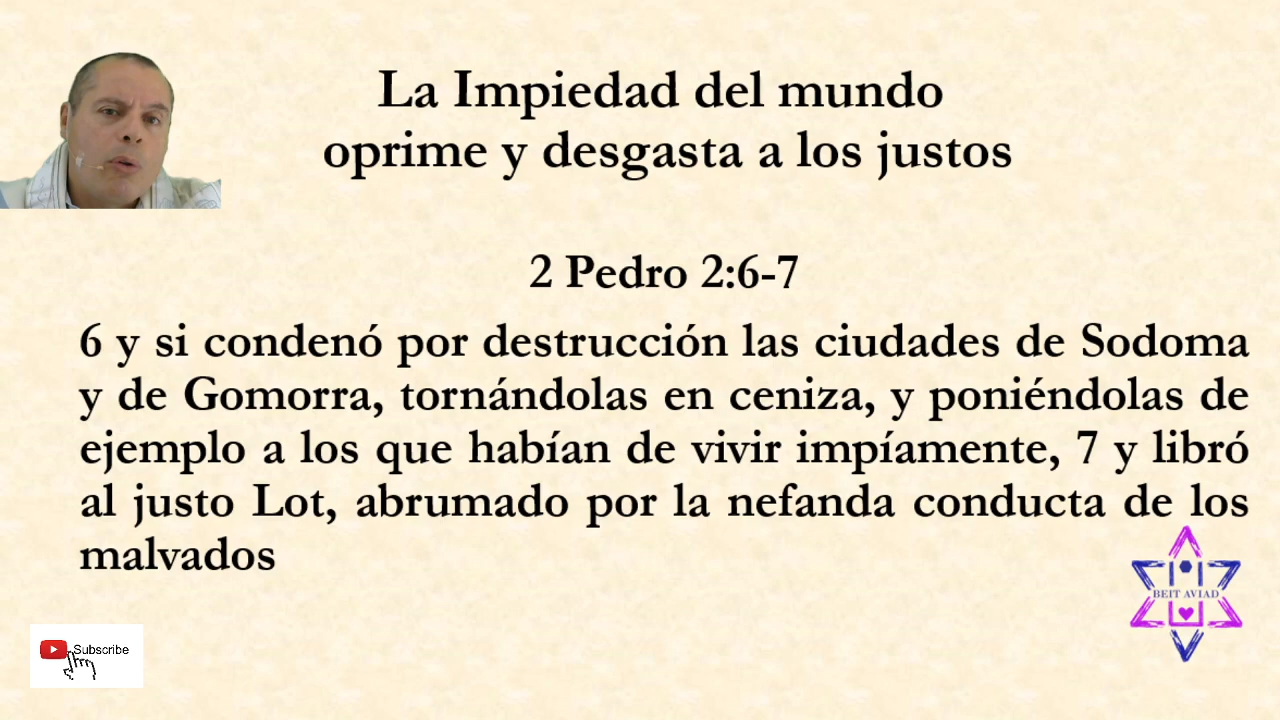 La Impiedad del mundo
oprime y desgasta a los justos
2 Pedro 2:6-7
6 y si condenó por destrucción las ciudades de Sodoma
y de Gomorra, tornándolas en ceniza, y poniéndolas de
ejemplo a los que habían de vivir impíamente, 7 y libró
al justo Lot, abrumado por la nefanda conducta de los
malvados
BEIT AVIAD
Subscribe